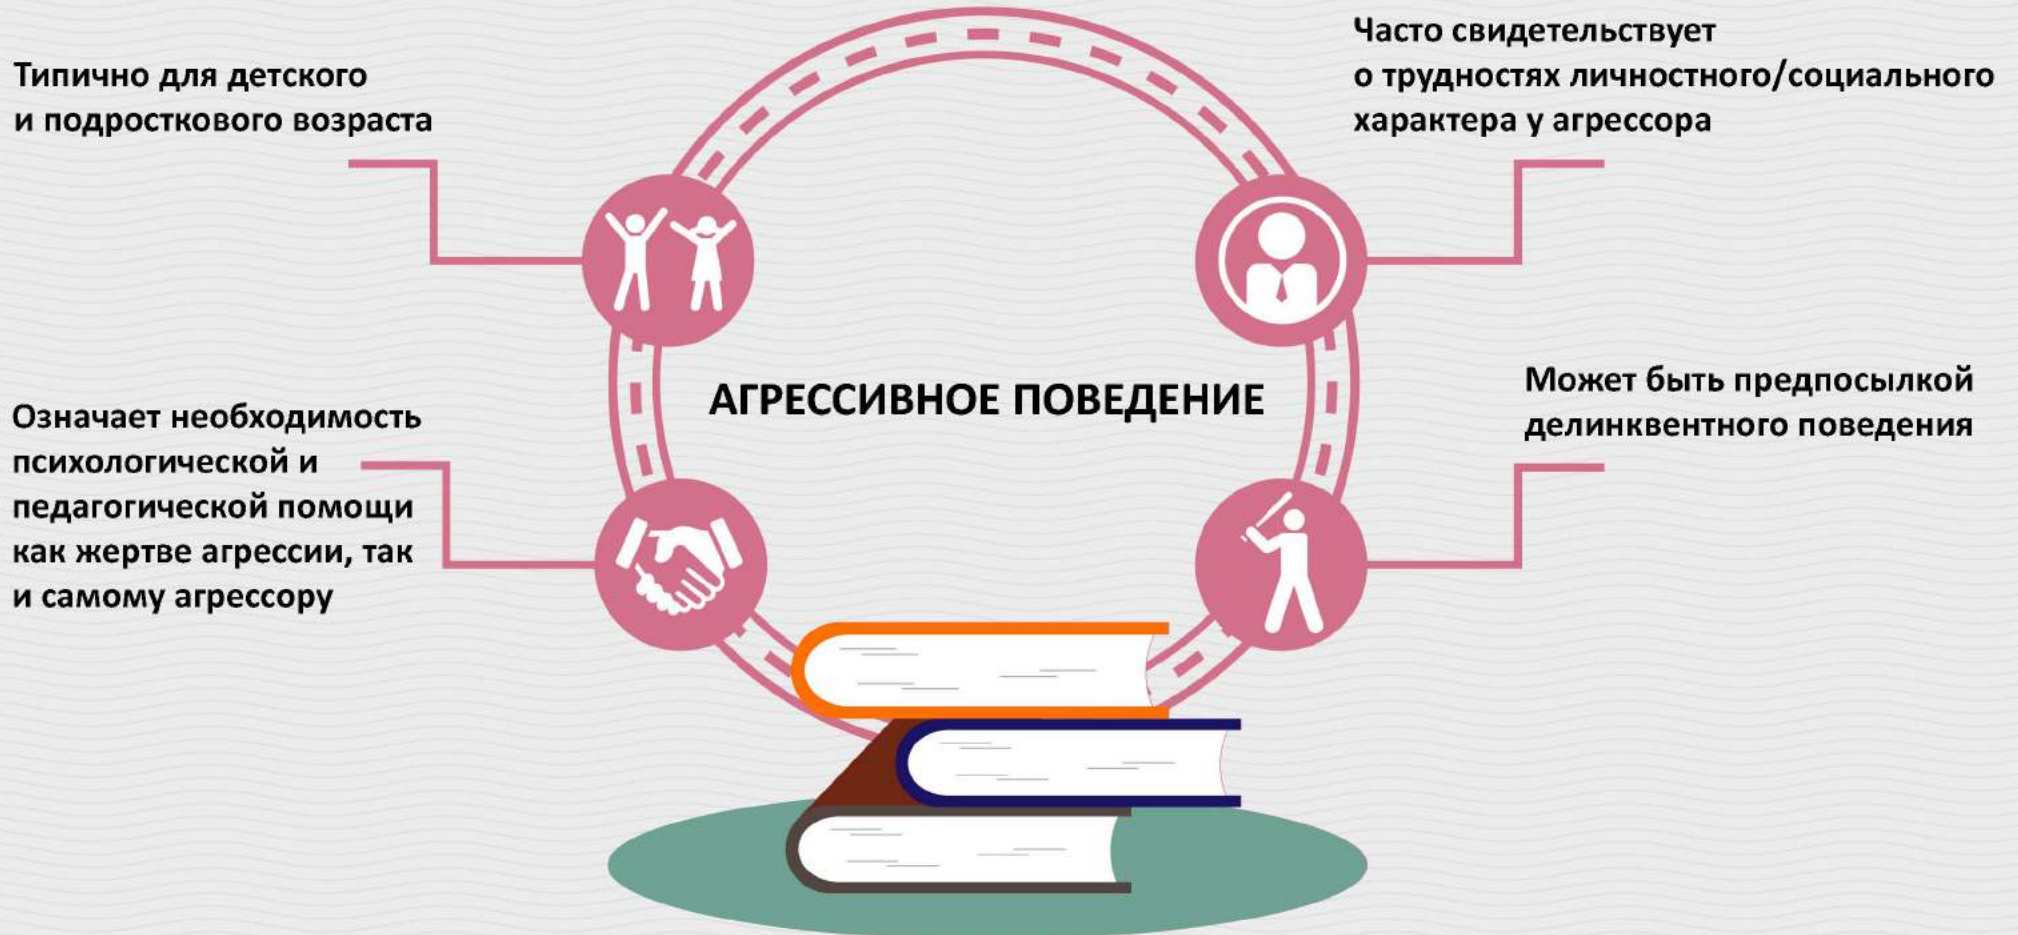 Типично для детского
и подросткового возраста
Часто свидетельствует
о трудностях личностного/социального
характера у агрессора
АГРЕССИВНОЕ ПОВЕДЕНИЕ
Означает необходимость
психологической и
педагогической помощи
как жертве агрессии, так
и самому агрессору
Может быть предпосылкой
делинквентного поведения